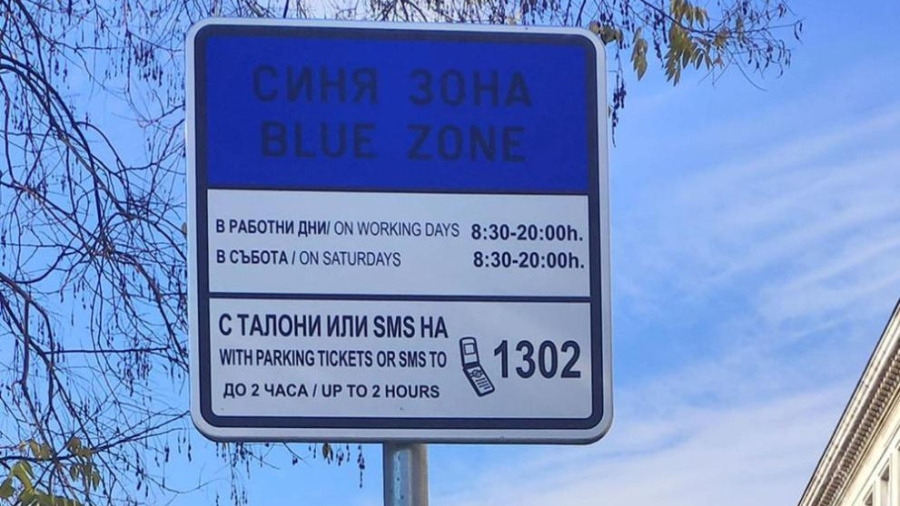 СИНЯ ЗОНА
BLUE ZONE
В РАБОТНИ ДНИ/ ON WORKING DAYS 8:30-20:00h.
В СЪБОТА / ON SATURDAYS 8:30-20:00h.
С ТАЛОНИ ИЛИ SMS НА
WITH PARKING TICKETS OR SMS TO 1302
ДО 2 ЧАСА / UP TO 2 HOURS